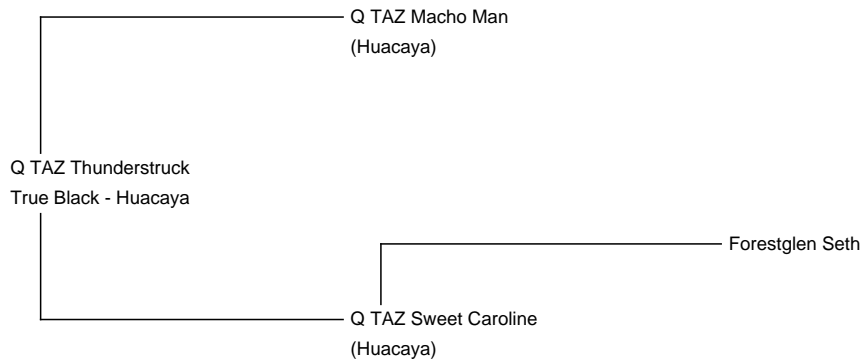 Q TAZ Macho Man
(Huacaya)
Q TAZ Thunderstruck
True Black - Huacaya
Forestglen Seth
Q TAZ Sweet Caroline
(Huacaya)